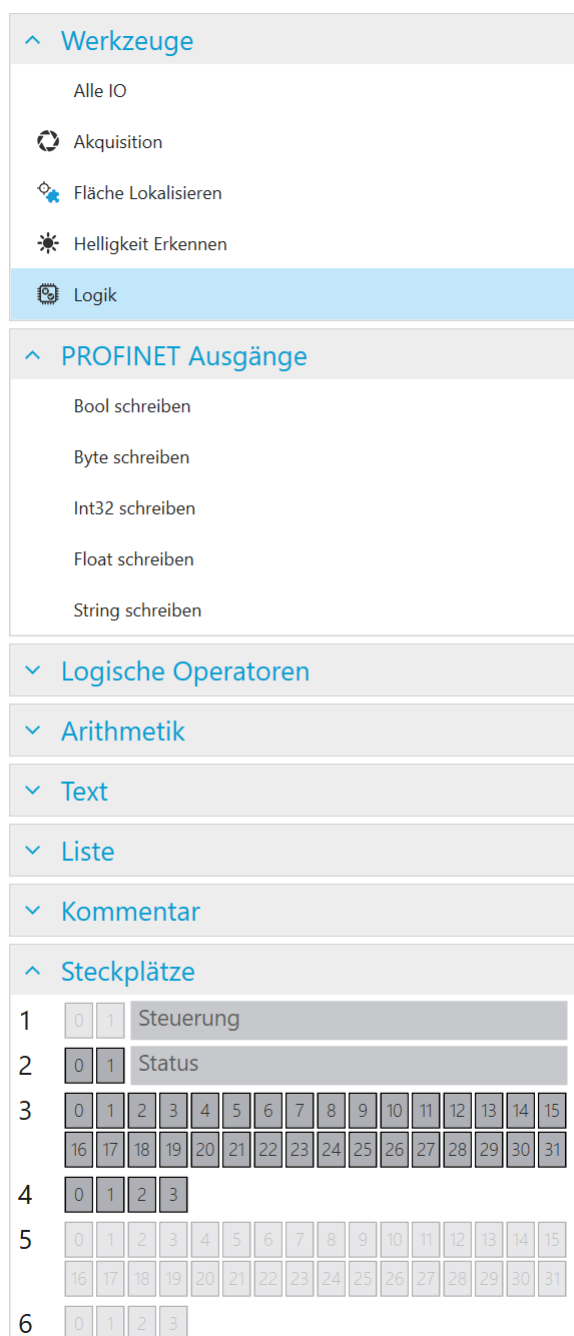 Werkzeuge
Alle IO
Akquisition
Fläche Lokalisieren
Helligkeit Erkennen
Logik
PROFINET Ausgänge
Bool schreiben
Byte schreiben
Int32 schreiben
Float schreiben
String schreiben
Logische Operatoren
Arithmetik
Text
Liste
Kommentar
Steckplätze
1 0 1 Steuerung
2 0 1 Status
3 0 1 2 3 4 5 6 7 8 9 10 11 12 13 14 15
16 17 18 19 20 21 22 23 24 25 26 27 28 29 30 31
4 0 1 2 3
5 0 1 2 3 4 5 6 7 8 9 10 11 12 13 14 15
16 17 18 19 20 21 22 23 24 25 26 27 28 29 30 31
6 0 1 2 3